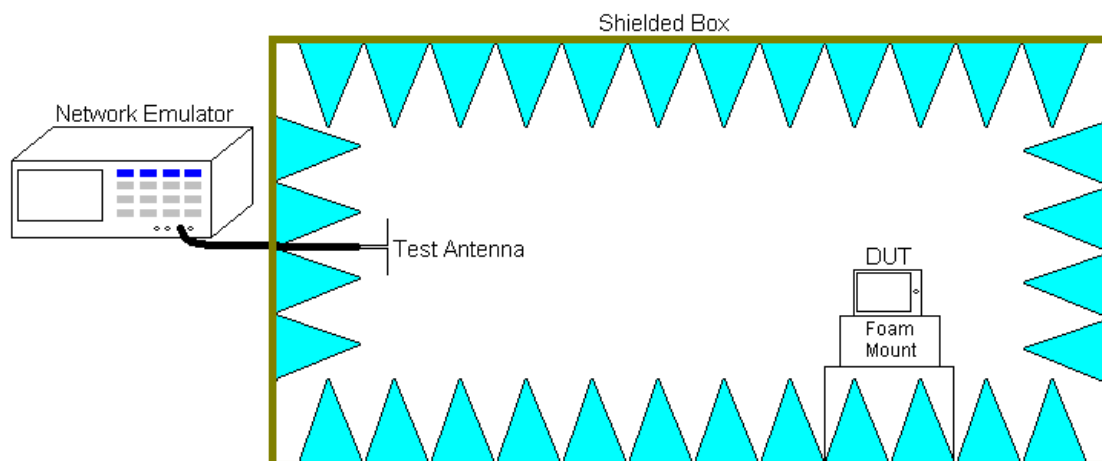 Shielded Box
Network Emulator
Test Antenna
DUT
Foam
Mount